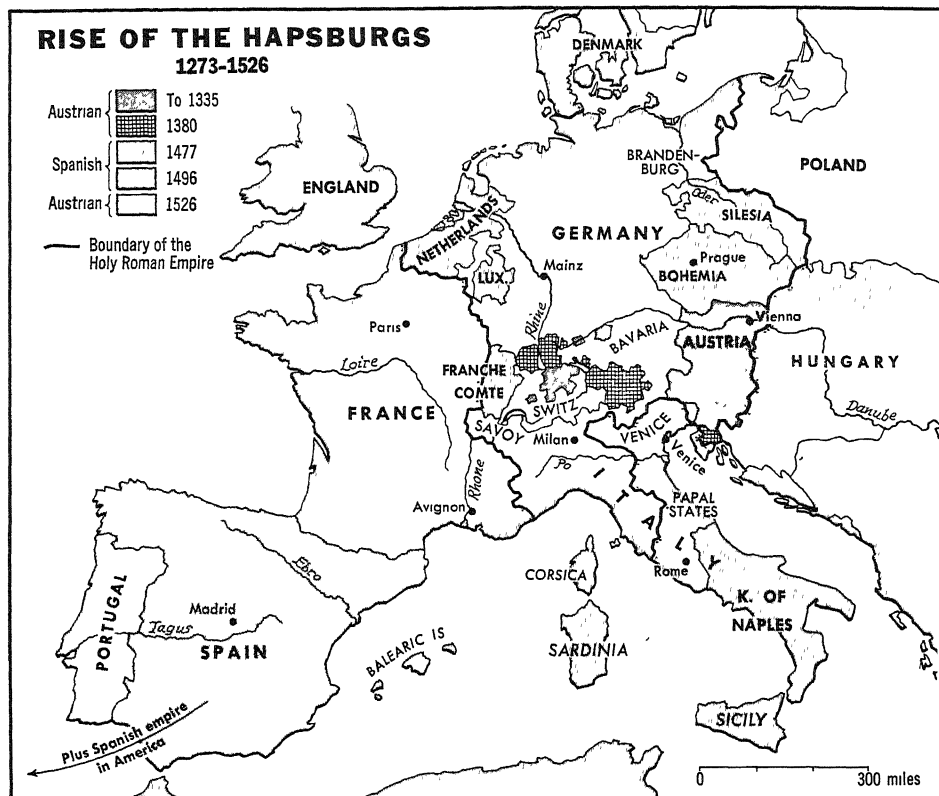 RISE OF THE HAPSBURGS
1273-1526
Austrian
To 1335
1380
Spanish
1477
1496
Austrian
1526
Boundary of the
Holy Roman Empire
DENMARK
BRANDEN-
BURG
POLAND
ENGLAND
Oder
SILESIA
NETHERLANDS
GERMANY
Prague
BOHEMIA
Mainz
LUX.
Rhine
Vienna
Paris
BAVARIA
AUSTRIA
HUNGARY
Loire
FRANCHE
COMTE
FRANCE
SWITZ
Danube
SAVOY
VENICE
Milan
Venice
Po
Rhone
ITALY
PAPAL
STATES
Avignon
CORSICA
Rome
Ebro
K. OF
NAPLES
PORTUGAL
Madrid
Tagus
SPAIN
BALEARIC IS
SARDINIA
SICILY
Plus Spanish empire
in America
0
300 miles